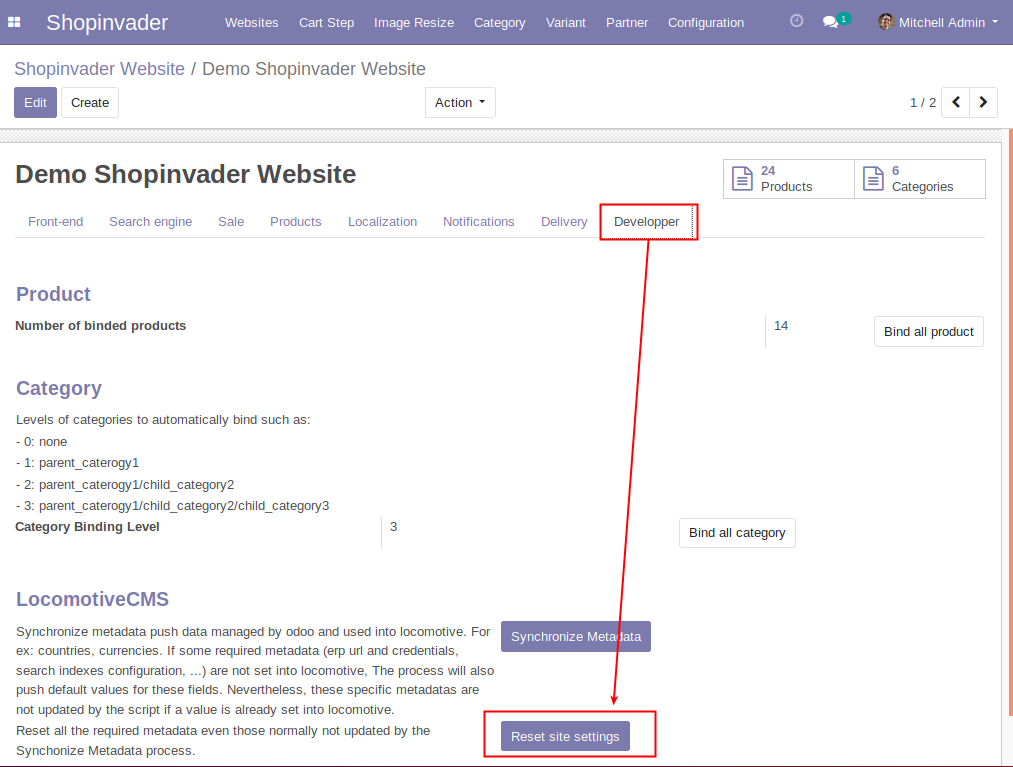 Shopinvader Websites Cart Step Image Resize Category Variant Partner Configuration 1 Mitchell Admin
Shopinvader Website / Demo Shopinvader Website
Edit Create Action 1 / 2
Demo Shopinvader Website
24 Products
6 Categories
Front-end Search engine Sale Products Localization Notifications Delivery Developper
Product
Number of binded products 14 Bind all product
Category
Levels of categories to automatically bind such as:
- 0: none
- 1: parent_caterogy1
- 2: parent_caterogy1/child_category2
- 3: parent_caterogy1/child_category2/child_category3
Category Binding Level 3 Bind all category
LocomotiveCMS
Synchronize metadata push data managed by odoo and used into locomotive. For
ex: countries, currencies. If some required metadata (erp url and credentials,
search indexes configuration, ...) are not set into locomotive, The process will also
push default values for these fields. Nevertheless, these specific metadatas are
not updated by the script if a value is already set into locomotive.
Synchronize Metadata
Reset all the required metadata even those normally not updated by the
Synchonize Metadata process.
Reset site settings